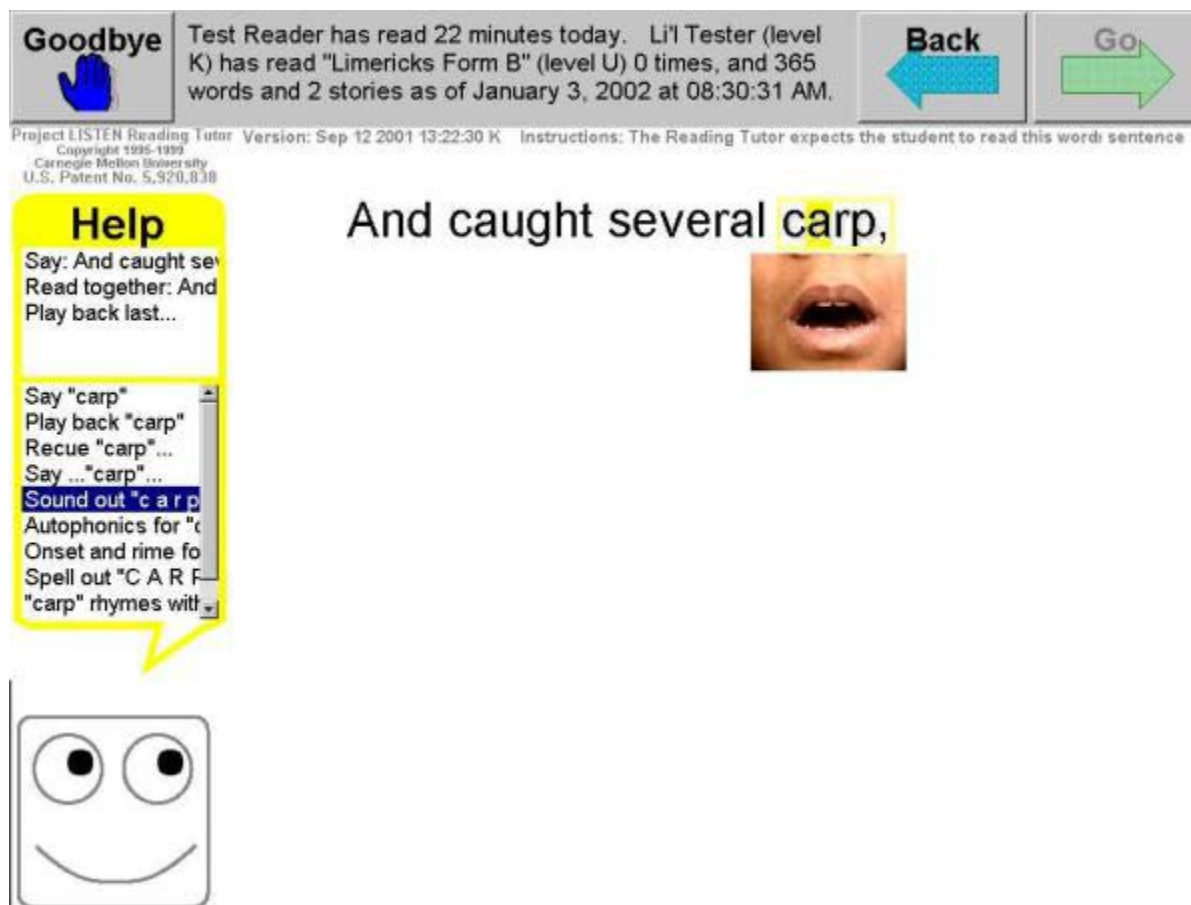 Goodbye
Test Reader has read 22 minutes today. Li'l Tester (level
K) has read "Limericks Form B" (level U) 0 times, and 365
words and 2 stories as of January 3, 2002 at 08:30:31 AM.
Back
Go
Project LISTEN Reading Tutor
Copyright 1995-1999
Carnegie Mellon University
U.S. Patent No. 5,920,838
Version: Sep 12 2001 13:22:30 K Instructions: The Reading Tutor expects the student to read this word: sentence
And caught several carp,
Help
Say: And caught sev
Read together: And
Play back last...
Say "carp"
Play back "carp"
Recue "carp"...
Say ..."carp"...
Sound out "c a r p
Autophonics for "c
Onset and rime fo
Spell out "C A R P
"carp" rhymes with